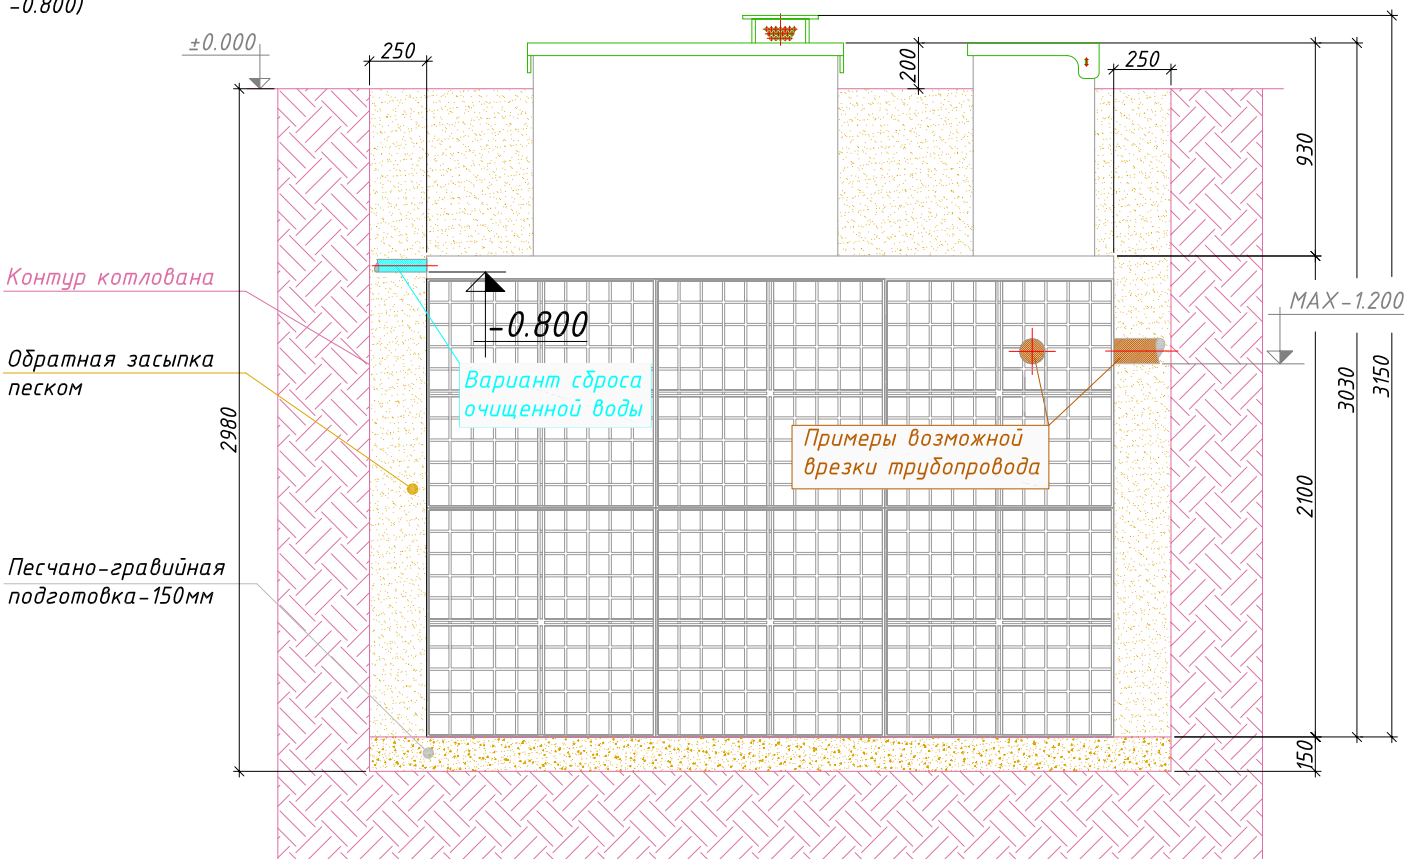 -0.800)
±0.000
250
200
250
930
Контур котлована
МАХ-1.200
-0.800
Обратная засыпка
песком
Вариант сброса
очищенной воды
3030
3150
2980
Примеры возможной
врезки трубопровода
2100
Песчано-гравийная
подготовка-150мм
150